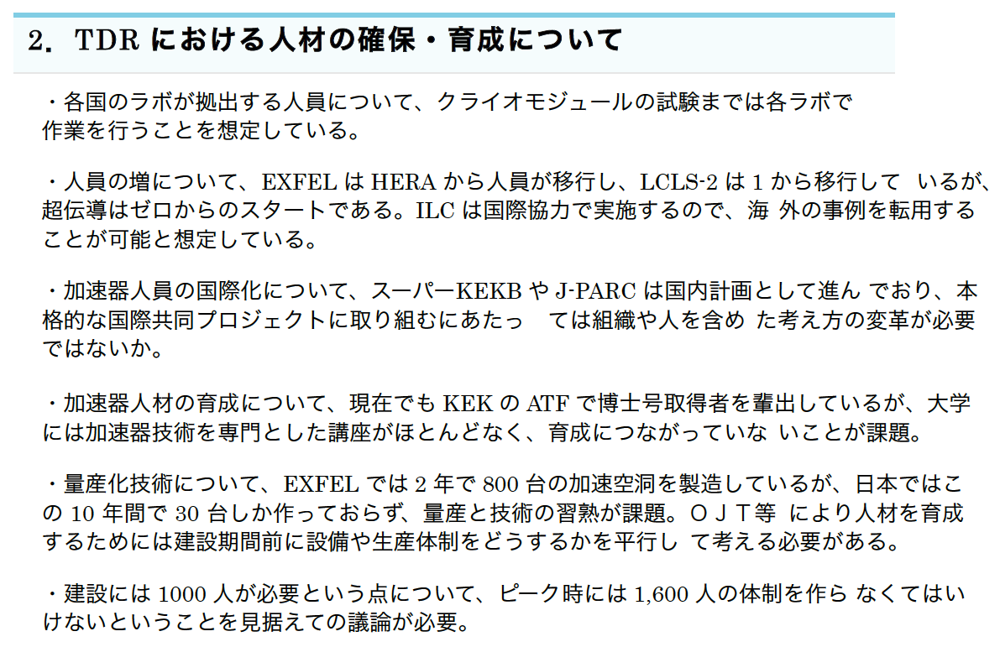 2．TDR における人材の確保・育成について
・各国のラボが拠出する人員について、クライオモジュールの試験までは各ラボで
作業を行うことを想定している。
・人員の増について、EXFEL は HERA から人員が移行し、LCLS-2 は 1 から移行して いるが、
超伝導はゼロからのスタートである。ILC は国際協力で実施するので、海 外の事例を転用する
ことが可能と想定している。
・加速器人員の国際化について、スーパーKEKB や J-PARC は国内計画として進ん でおり、本
格的な国際共同プロジェクトに取り組むにあたっ ては組織や人を含め た考え方の変革が必要
ではないか。
・加速器人材の育成について、現在でも KEK の ATF で博士号取得者を輩出しているが、大学
には加速器技術を専門とした講座がほとんどなく、育成につながっていな いことが課題。
・量産化技術について、EXFEL では 2 年で 800 台の加速空洞を製造しているが、日本ではこ
の 10 年間で 30 台しか作っておらず、量産と技術の習熟が課題。ＯＪＴ等 により人材を育成
するためには建設期間前に設備や生産体制をどうするかを平行し て考える必要がある。
・建設には 1000 人が必要という点について、ピーク時には 1,600 人の体制を作ら なくてはい
けないということを見据えての議論が必要。